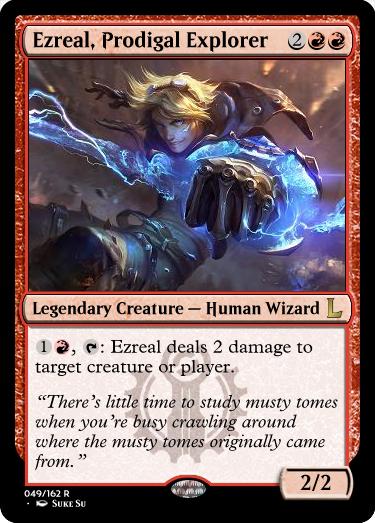 Ezreal, Prodigal Explorer 2
Legendary Creature — Human Wizard L
1, : Ezreal deals 2 damage to
target creature or player.
“There’s little time to study musty tomes
when you’re busy crawling around
where the musty tomes originally came
from.”
2/2
049/162 R
· Suke Su